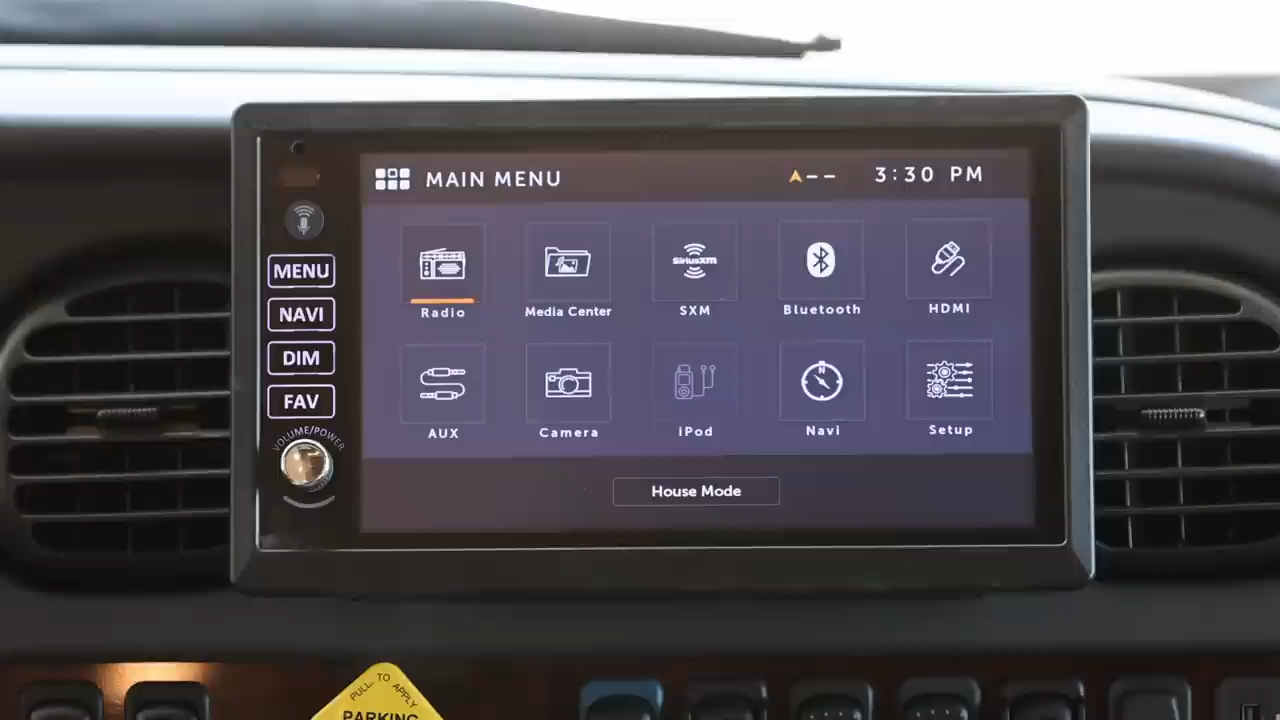 MAIN MENU
3:30 PM
MENU
NAVI
DIM
FAV
VOLUME/POWER
SiriusXM
N
Radio
Media Center
SXM
Bluetooth
HDMI
AUX
Camera
iPod
Navi
Setup
House Mode
PULL TO APPLY
PARKING